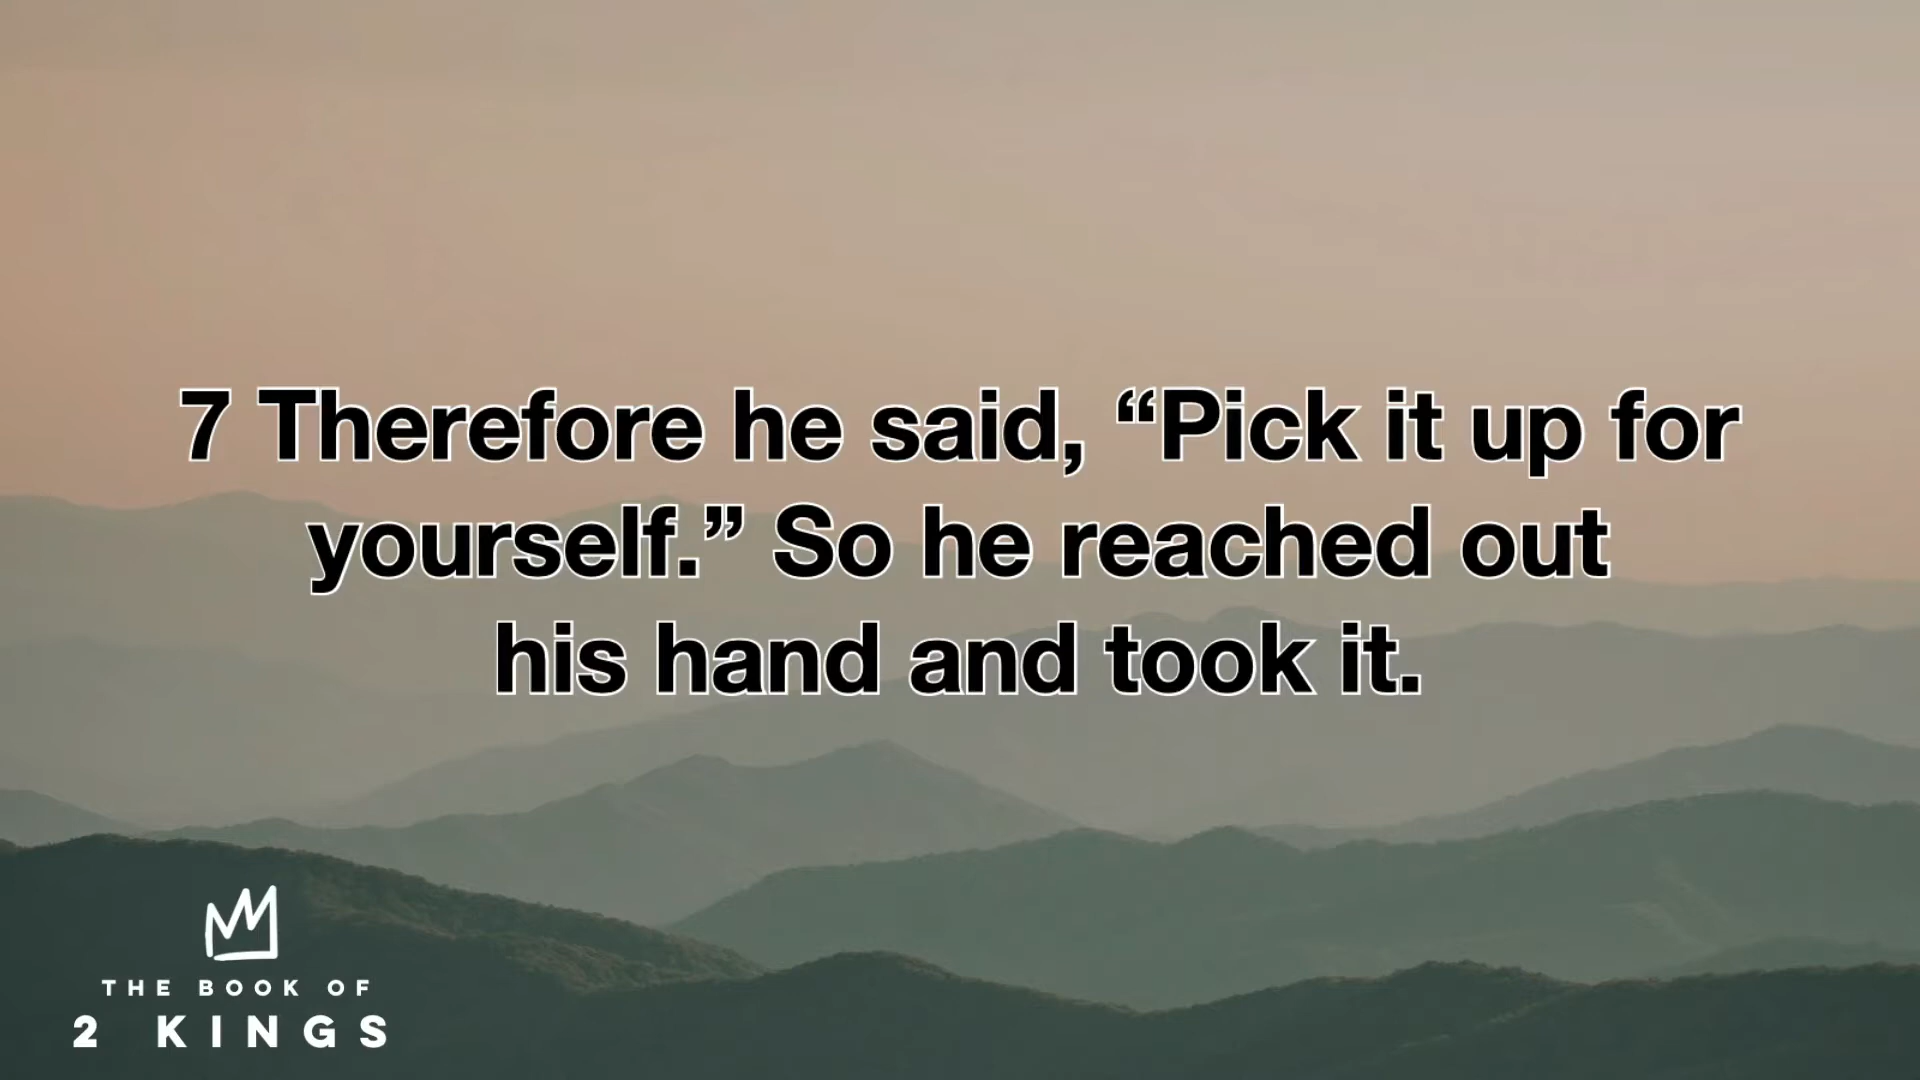 7 Therefore he said, “Pick it up for
yourself.” So he reached out
his hand and took it.
THE BOOK OF
2 KINGS